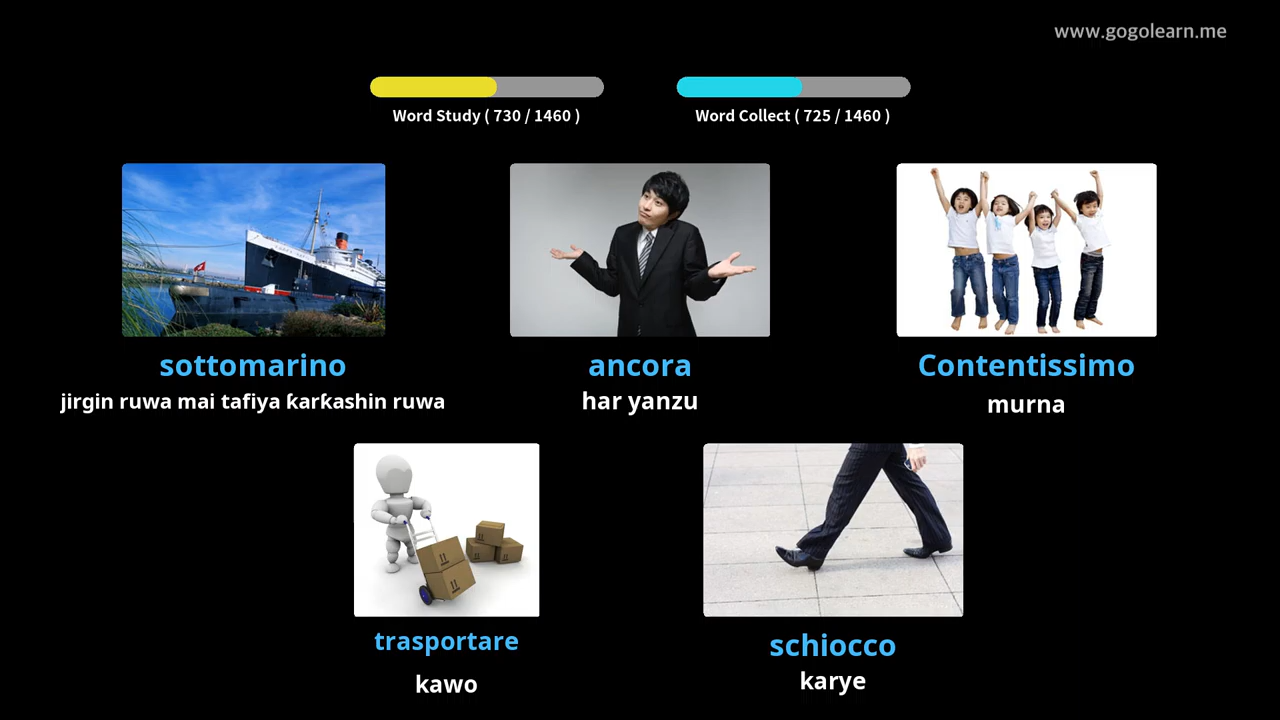 www.gogolearn.me
Word Study ( 730 / 1460 )
Word Collect ( 725 / 1460 )
sottomarino
jirgin ruwa mai tafiya ƙarƙashin ruwa
ancora
har yanzu
Contentissimo
murna
trasportare
kawo
schiocco
karye